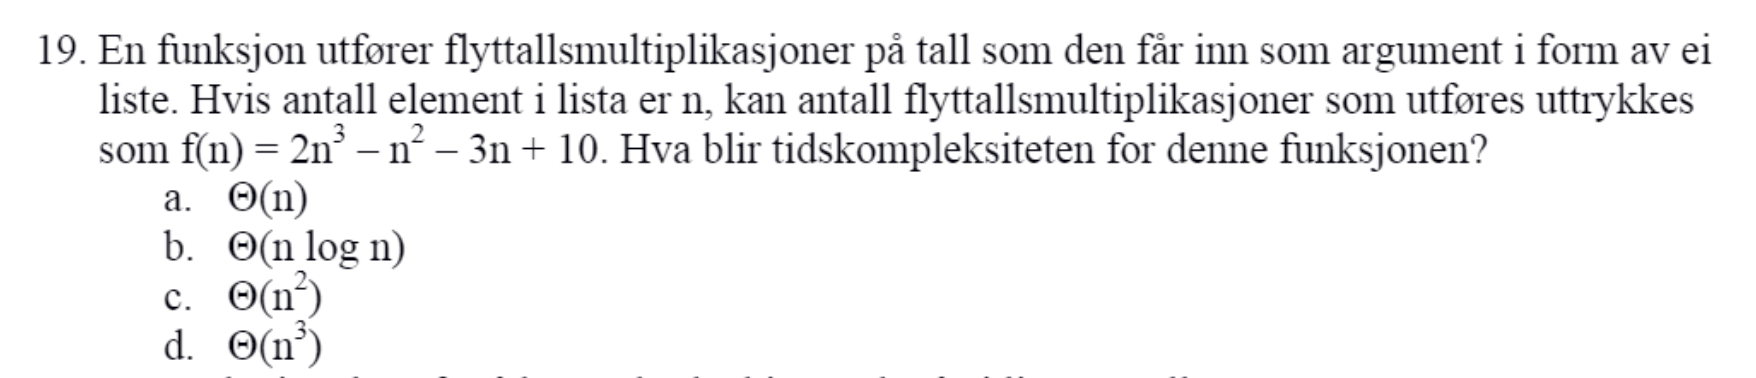 19. En funksjon utfører flyttallsmultiplikasjoner på tall som den får inn som argument i form av ei
liste. Hvis antall element i lista er n, kan antall flyttallsmultiplikasjoner som utføres uttrykkes
som f(n) = 2n³ – n² – 3n + 10. Hva blir tidskompleksiteten for denne funksjonen?
a. Θ(n)
b. Θ(n log n)
c. Θ(n²)
d. Θ(n³)